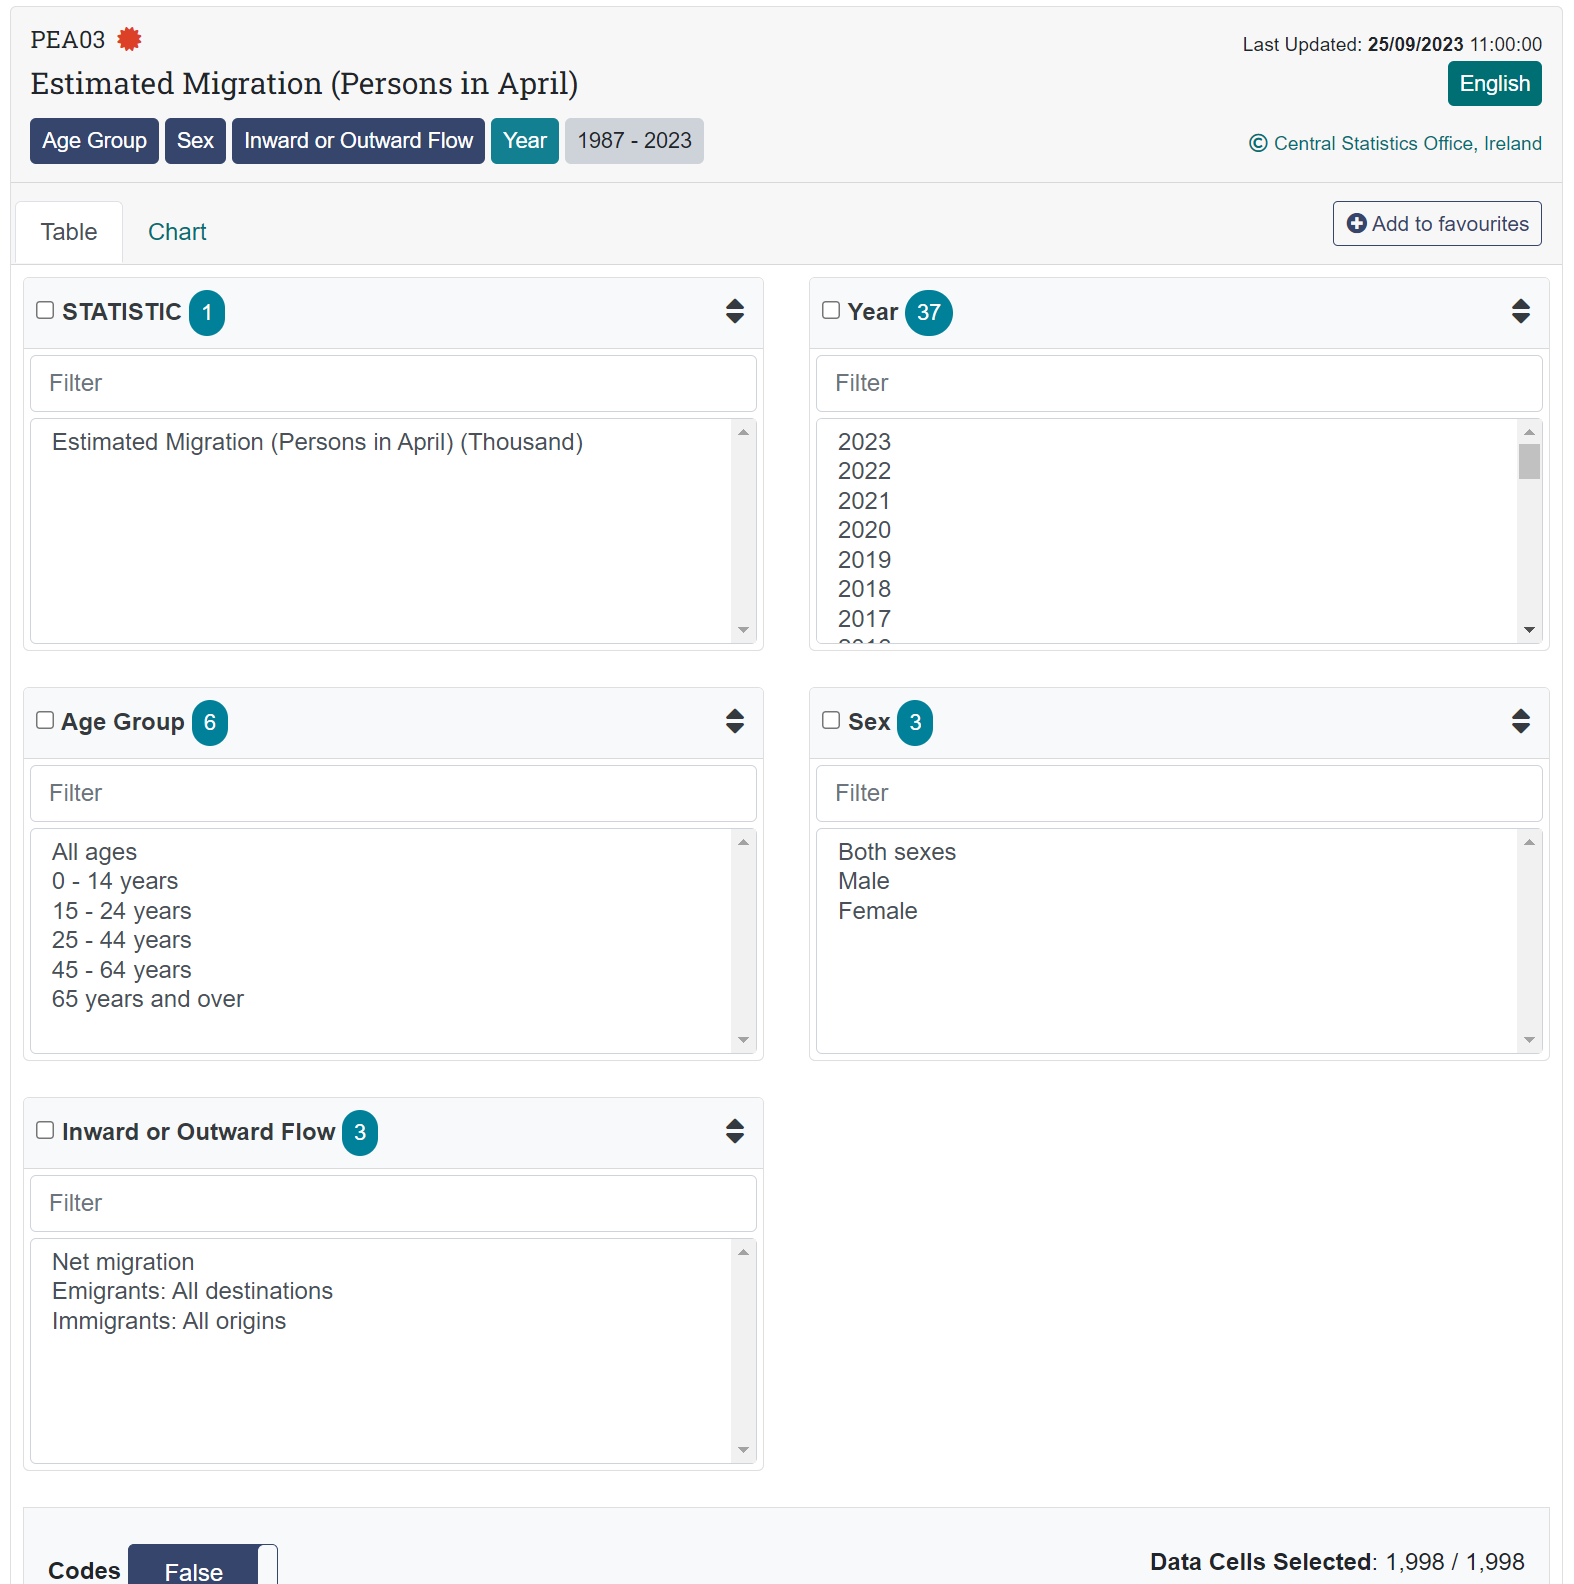 PEA03
Last Updated: 25/09/2023 11:00:00
Estimated Migration (Persons in April)
English
Age Group Sex Inward or Outward Flow Year 1987 - 2023
© Central Statistics Office, Ireland
Table Chart
Add to favourites
STATISTIC 1
Filter
Estimated Migration (Persons in April) (Thousand)
Year 37
Filter
2023
2022
2021
2020
2019
2018
2017
Age Group 6
Filter
All ages
0 - 14 years
15 - 24 years
25 - 44 years
45 - 64 years
65 years and over
Sex 3
Filter
Both sexes
Male
Female
Inward or Outward Flow 3
Filter
Net migration
Emigrants: All destinations
Immigrants: All origins
Codes False
Data Cells Selected: 1,998 / 1,998